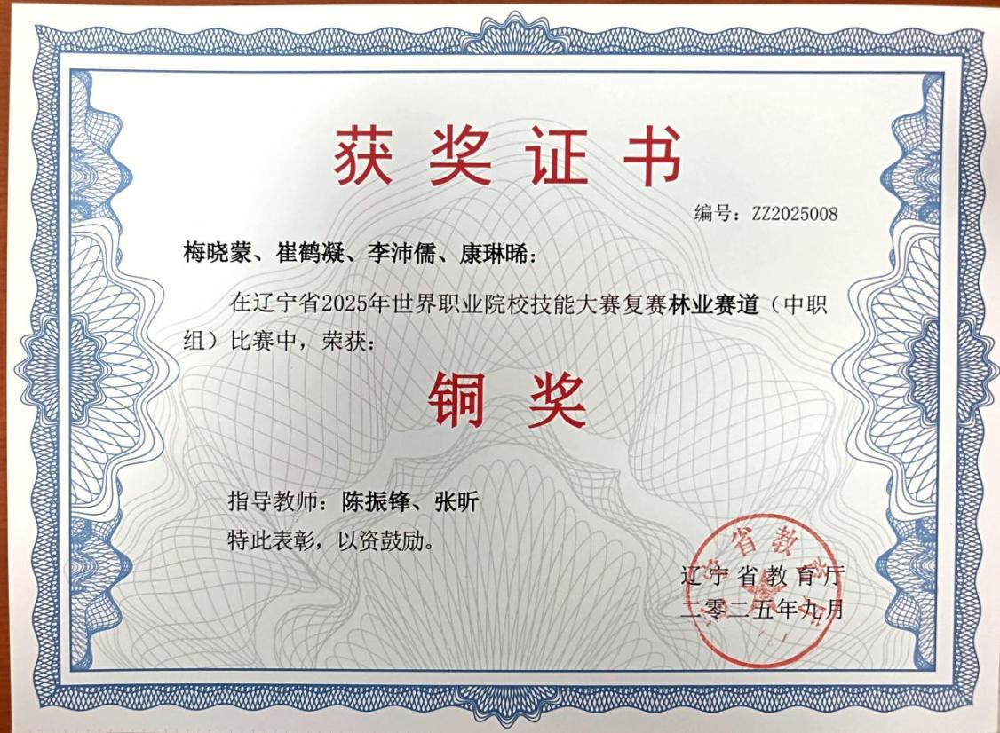 获奖证书
编号：ZZ2025008
梅晓蒙、崔鹤凝、李沛儒、康琳晞：
在辽宁省2025年世界职业院校技能大赛复赛林业赛道（中职
组）比赛中，荣获：
铜奖
指导教师：陈振锋、张昕
特此表彰，以资鼓励。
辽宁省教育厅
二零二五年九月